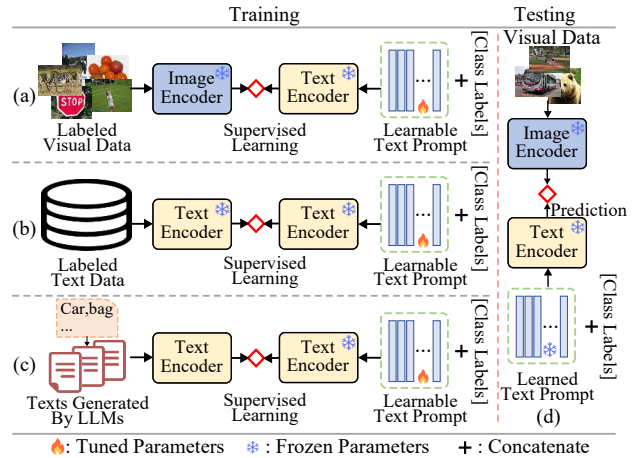 Training
Testing
(a)
STOP
Labeled
Visual Data
Image
Encoder
Text
Encoder
Supervised
Learning
...
Learnable
Text Prompt
+
[Class Labels]
(b)
Labeled
Text Data
Text
Encoder
Text
Encoder
Supervised
Learning
...
Learnable
Text Prompt
+
[Class Labels]
(c)
Car,bag
...
Texts Generated
By LLMs
Text
Encoder
Text
Encoder
Supervised
Learning
...
Learnable
Text Prompt
+
[Class Labels]
Visual Data
Image
Encoder
Prediction
Text
Encoder
...
+
[Class Labels]
Learned
Text Prompt
(d)
: Tuned Parameters
: Frozen Parameters
+ : Concatenate